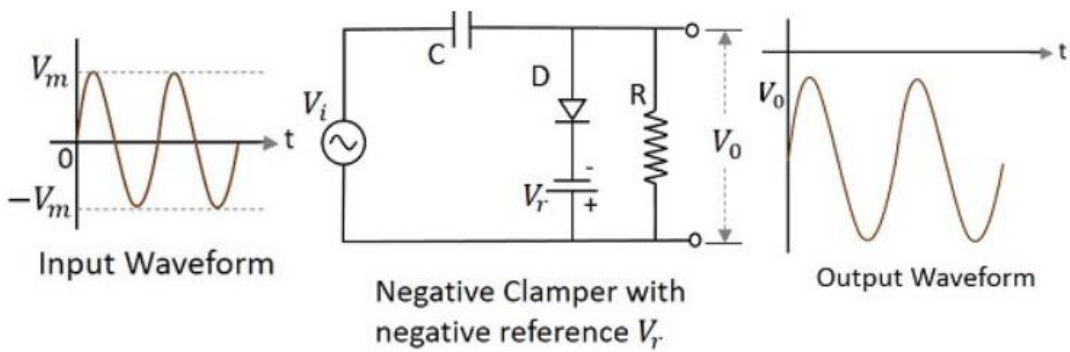 V_m
0
t
-V_m
Input Waveform
V_i
C
D
R
V_r
-
+
V_0
Negative Clamper with
negative reference V_r
V_0
t
Output Waveform